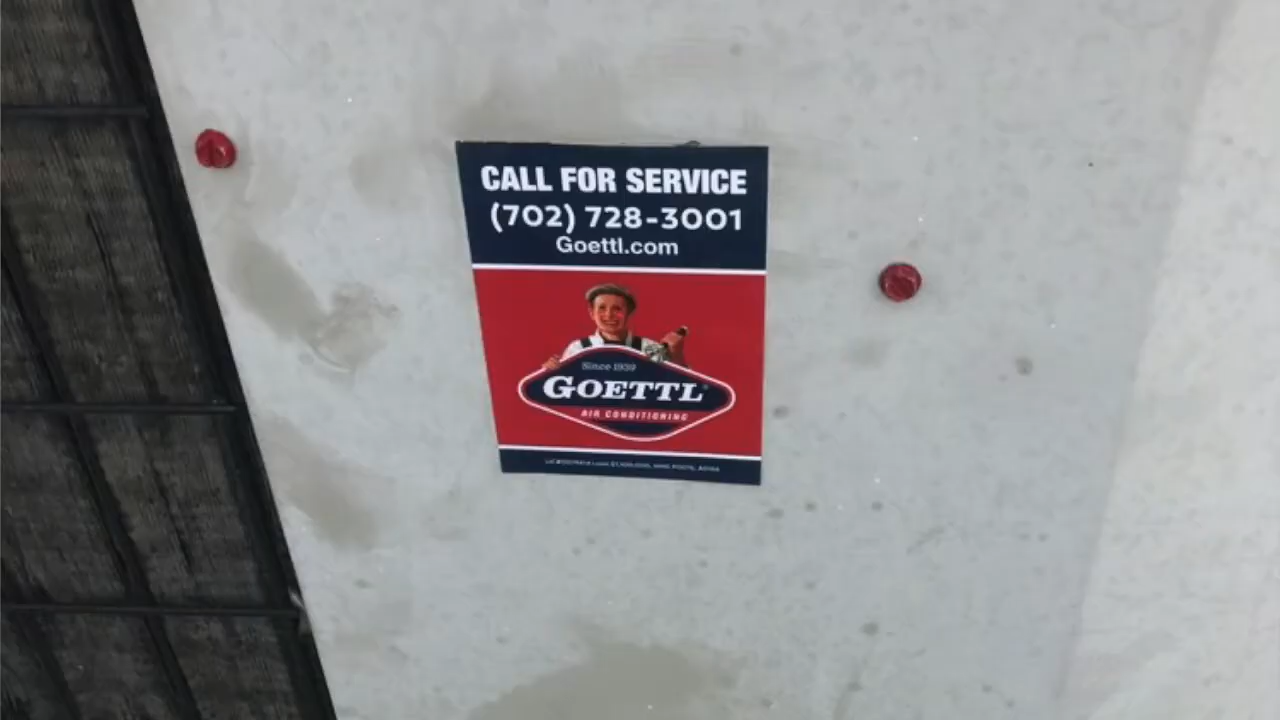 CALL FOR SERVICE
(702) 728-3001
Goettl.com
Since 1939
GOETTL
AIR CONDITIONING